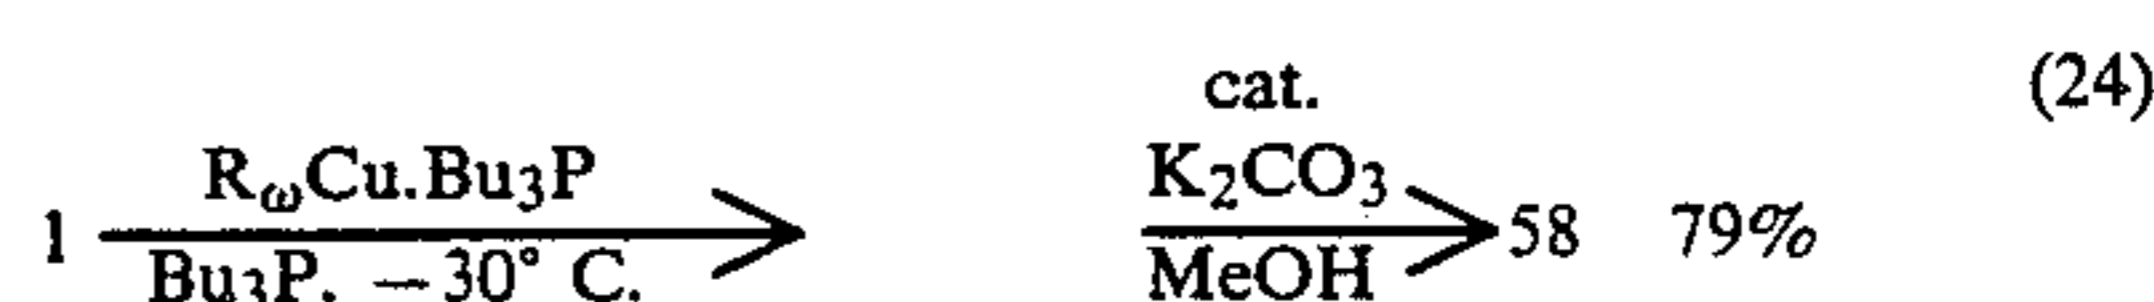 cat. (24)
RωCu.Bu3P K2CO3
1 58 79%
Bu3P. —30° C. MeOH